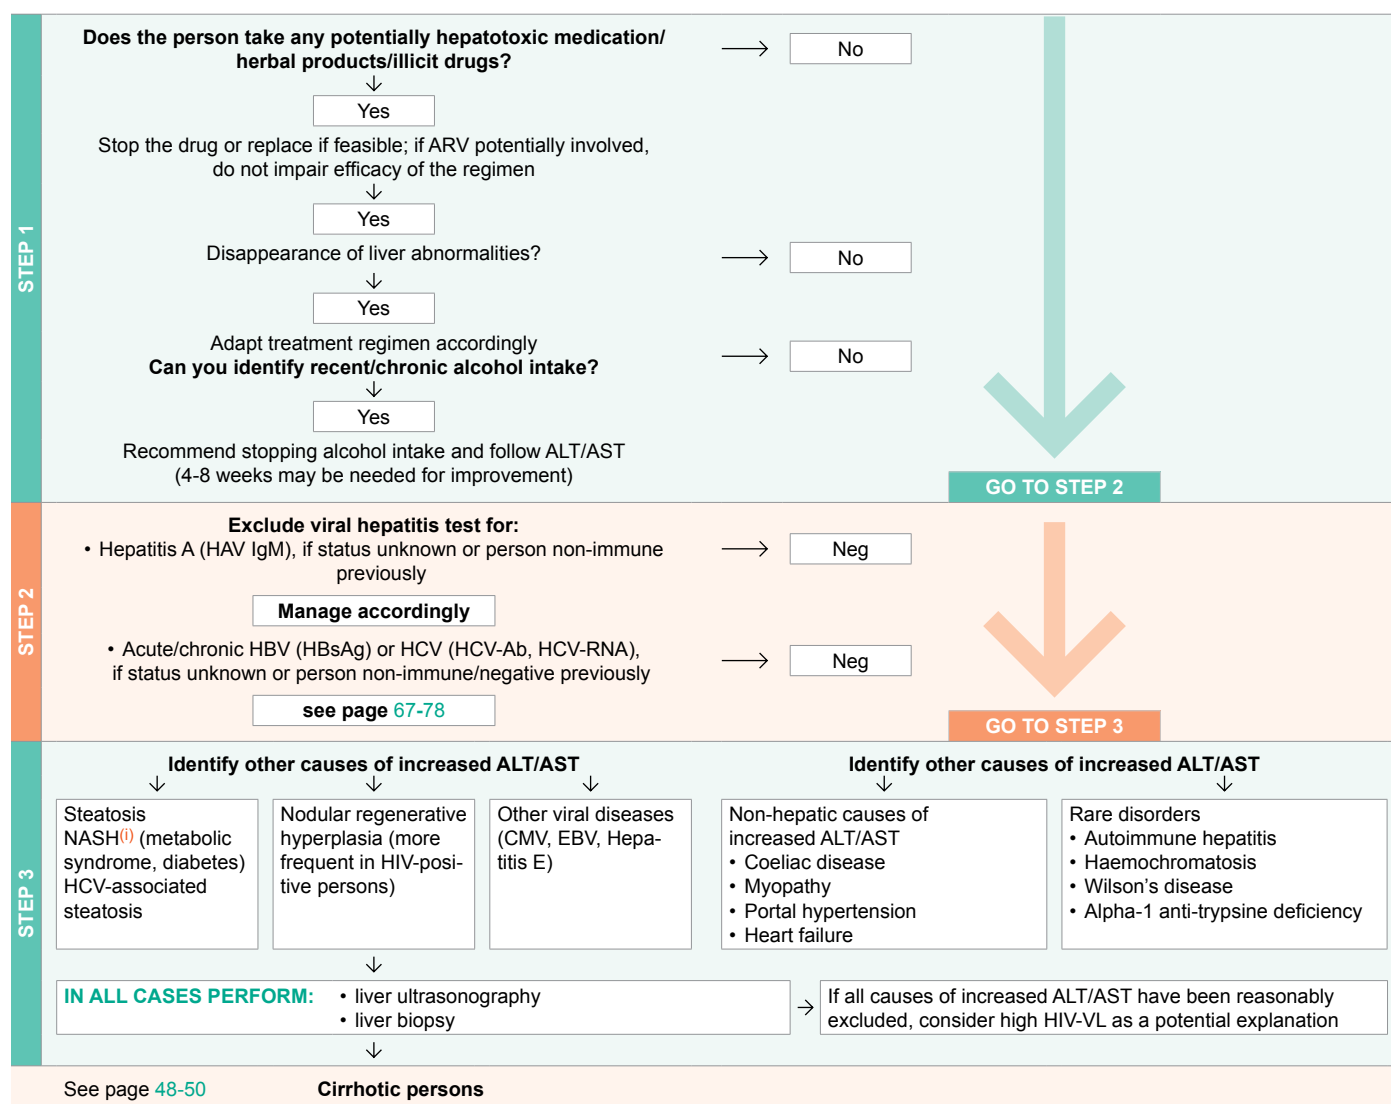 STEP 1
Does the person take any potentially hepatotoxic medication/
herbal products/illicit drugs?
No
Yes
Stop the drug or replace if feasible; if ARV potentially involved,
do not impair efficacy of the regimen
Yes
Disappearance of liver abnormalities?
No
Yes
Adapt treatment regimen accordingly
Can you identify recent/chronic alcohol intake?
No
Yes
Recommend stopping alcohol intake and follow ALT/AST
(4-8 weeks may be needed for improvement)
GO TO STEP 2
STEP 2
Exclude viral hepatitis test for:
• Hepatitis A (HAV IgM), if status unknown or person non-immune
previously
Neg
Manage accordingly
• Acute/chronic HBV (HBsAg) or HCV (HCV-Ab, HCV-RNA),
if status unknown or person non-immune/negative previously
Neg
see page 67-78
GO TO STEP 3
STEP 3
Identify other causes of increased ALT/AST
Steatosis
NASH(i) (metabolic
syndrome, diabetes)
HCV-associated
steatosis
Nodular regenerative
hyperplasia (more
frequent in HIV-posi-
tive persons)
Other viral diseases
(CMV, EBV, Hepa-
titis E)
Identify other causes of increased ALT/AST
Non-hepatic causes of
increased ALT/AST
• Coeliac disease
• Myopathy
• Portal hypertension
• Heart failure
Rare disorders
• Autoimmune hepatitis
• Haemochromatosis
• Wilson's disease
• Alpha-1 anti-trypsine deficiency
IN ALL CASES PERFORM:
• liver ultrasonography
• liver biopsy
If all causes of increased ALT/AST have been reasonably
excluded, consider high HIV-VL as a potential explanation
See page 48-50
Cirrhotic persons